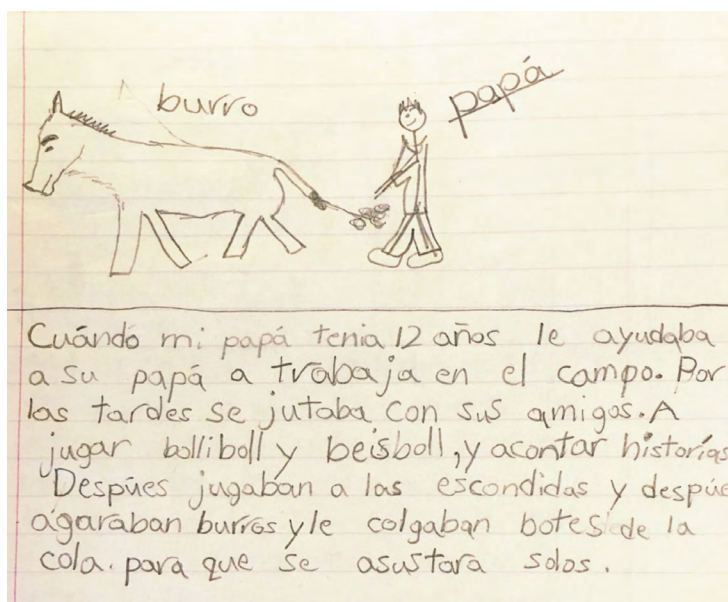 burro
papá
Cuándo mi papá tenia 12 años le ayudaba
a su papá a trabaja en el campo. Por
las tardes se jutaba con sus amigos. A
jugar bolliboll y beisboll, y acontar historias
Despúes jugaban a las escondidas y despúe
agaraban burros y le colgaban botes de la
cola. para que se asustara solos.